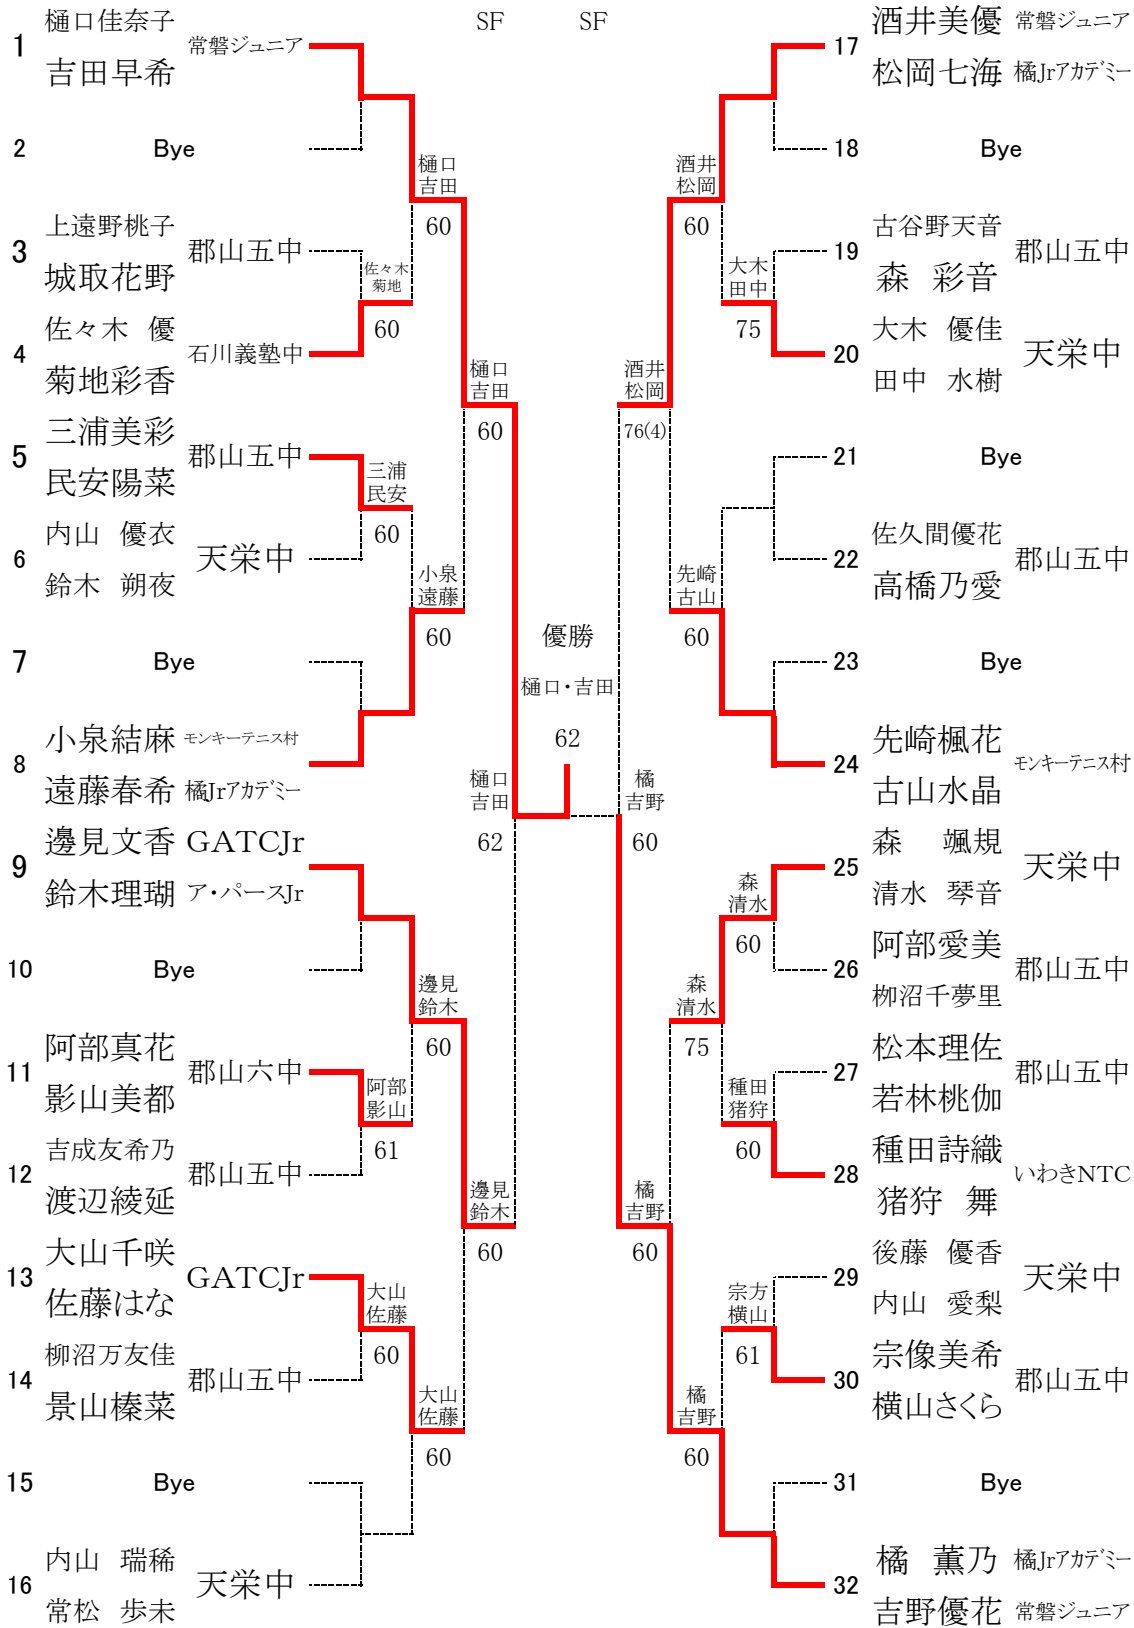 SF SF
樋口佳奈子
1 常磐ジュニア
吉田早希
2 Bye
上遠野桃子
3 郡山五中
城取花野
佐々木 優
4 石川義塾中
菊地彩香
三浦美彩
5 郡山五中
民安陽菜
内山 優衣
6 天栄中
鈴木 朔夜
7 Bye
小泉結麻 モンキーテニス村
8
遠藤春希 橘Jrアカデミー
邉見文香 GATCJr
9
鈴木理瑚 ア・パースJr
10 Bye
阿部真花
11 郡山六中
影山美都
吉成友希乃
12 郡山五中
渡辺綾延
大山千咲
13 GATCJr
佐藤はな
柳沼万友佳
14 郡山五中
景山榛菜
15 Bye
内山 瑞稀
16 天栄中
常松 歩未
佐々木
菊地
60
三浦
民安
60
阿部
影山
61
大山
佐藤
60
樋口
吉田
60
小泉
遠藤
60
邉見
鈴木
60
大山
佐藤
60
樋口
吉田
60
邉見
鈴木
60
樋口
吉田
62
優勝
樋口・吉田
62
橘
吉野
60
酒井
松岡
76(4)
橘
吉野
60
酒井
松岡
60
先崎
古山
60
森
清水
75
橘
吉野
60
大木
田中
75
森
清水
60
種田
猪狩
60
宗方
横山
61
酒井美優 常磐ジュニア
17
松岡七海 橘Jrアカデミー
18 Bye
古谷野天音
19 郡山五中
森 彩音
大木 優佳
20 天栄中
田中 水樹
21 Bye
佐久間優花
22 郡山五中
高橋乃愛
23 Bye
先崎楓花
24 モンキーテニス村
古山水晶
森 颯規
25 天栄中
清水 琴音
阿部愛美
26 郡山五中
栁沼千夢里
松本理佐
27 郡山五中
若林桃伽
種田詩織
28 いわきNTC
猪狩 舞
後藤 優香
29 天栄中
内山 愛梨
宗像美希
30 郡山五中
横山さくら
31 Bye
橘 薫乃 橘Jrアカデミー
32
吉野優花 常磐ジュニア